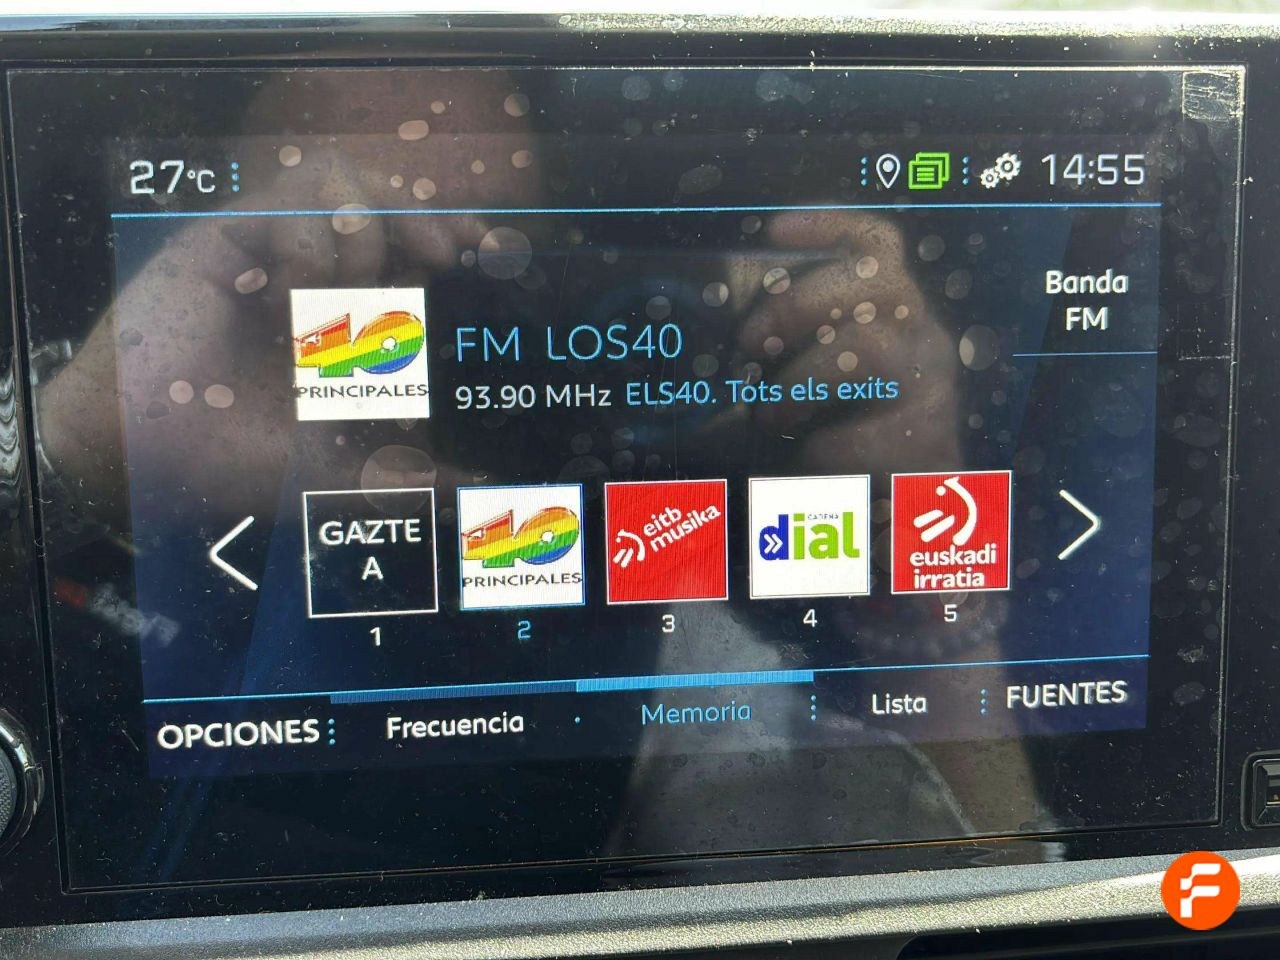 27°C
14:55
Banda
FM
40
PRINCIPALES
FM LOS40
93.90 MHz ELS40. Tots els exits
GAZTE
A
40
PRINCIPALES
eitb
musika
CADENA
dial
euskadi
irratia
1
2
3
4
5
OPCIONES
Frecuencia
Memoria
Lista
FUENTES